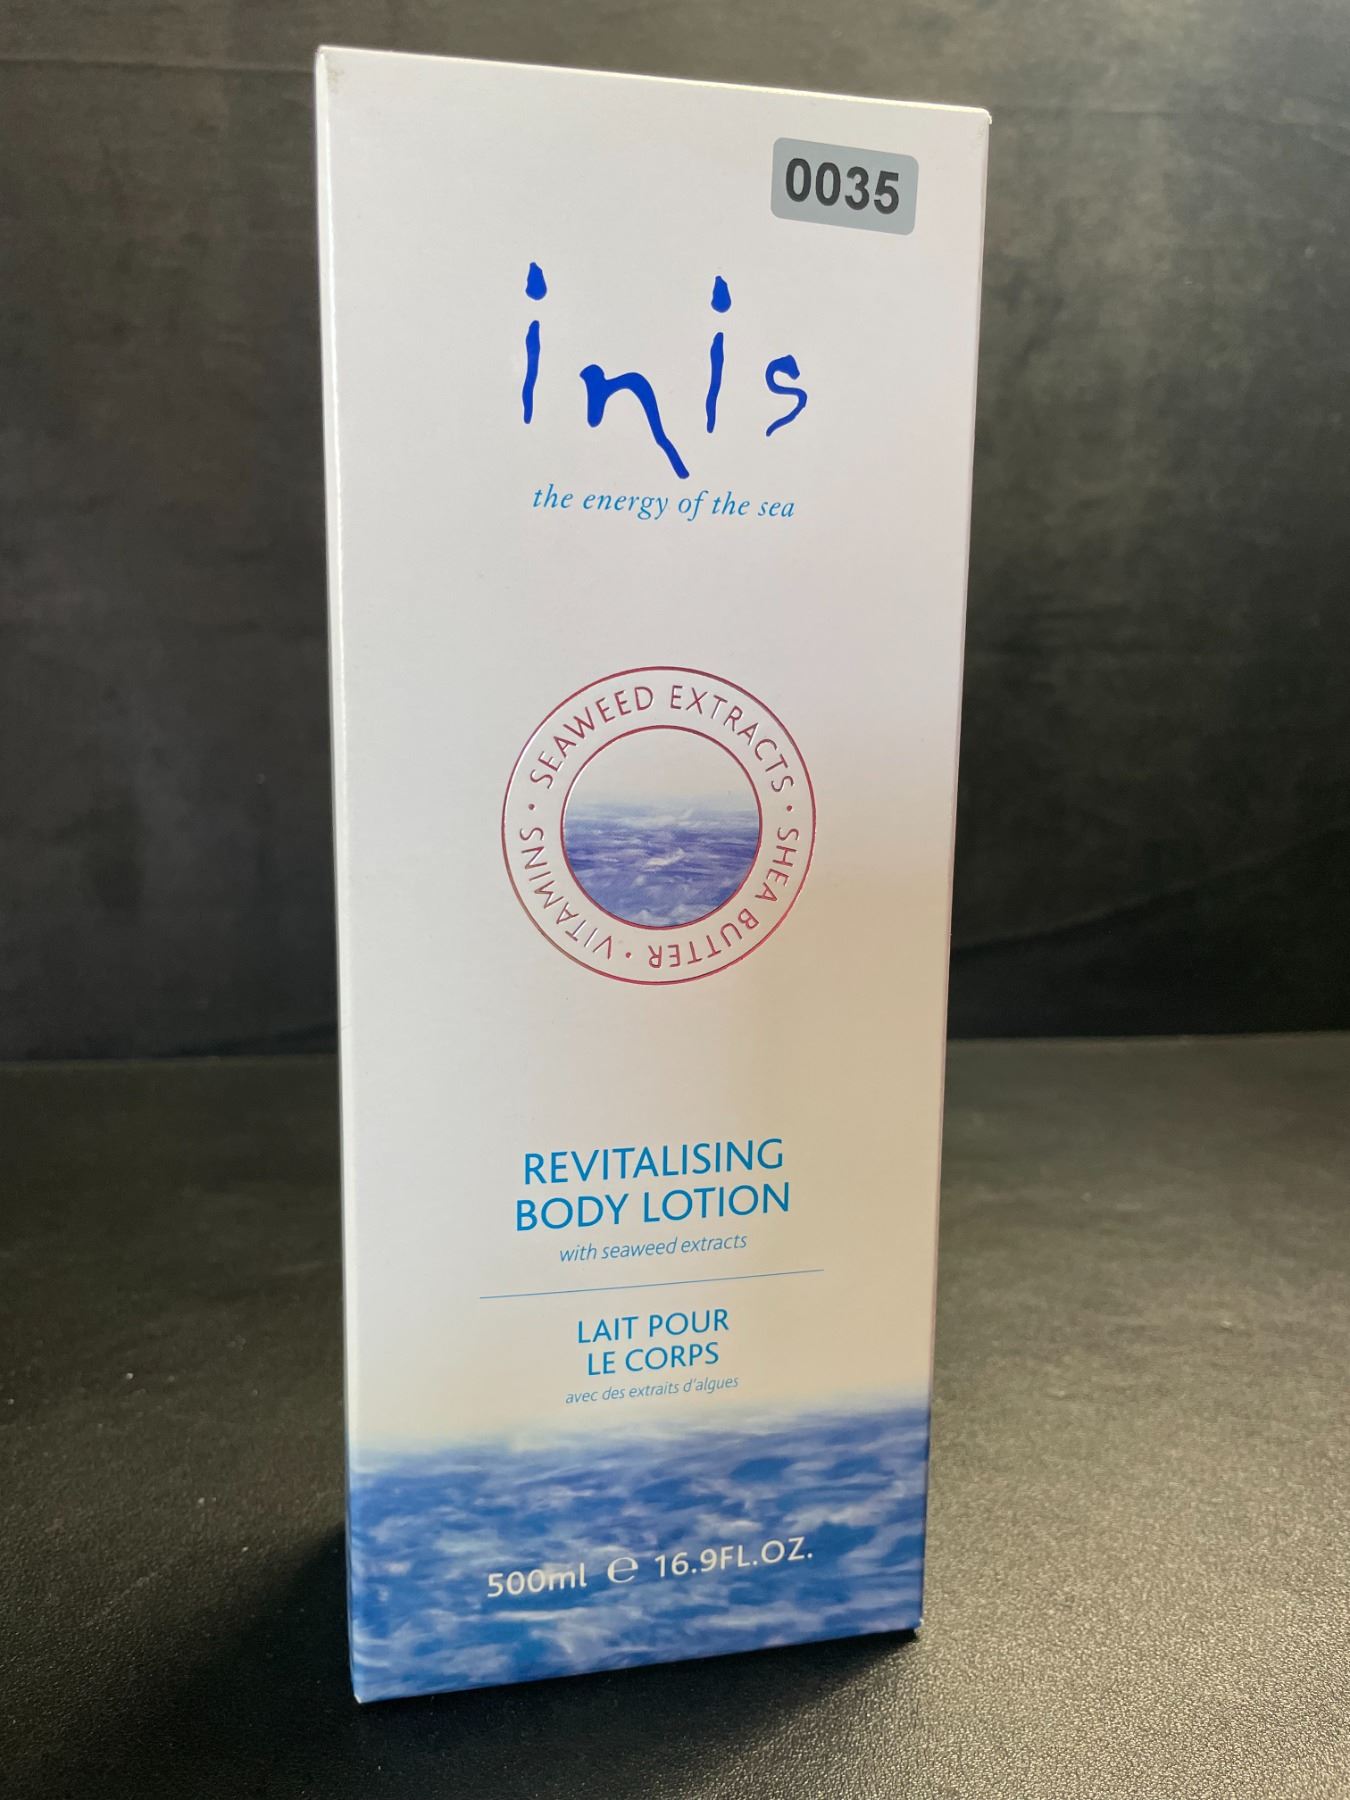 0035
inis
the energy of the sea
SEAWEED EXTRACTS · SHEA BUTTER · VITAMINS ·
REVITALISING
BODY LOTION
with seaweed extracts
LAIT POUR
LE CORPS
avec des extraits d'algues
500ml ℮ 16.9FL.OZ.